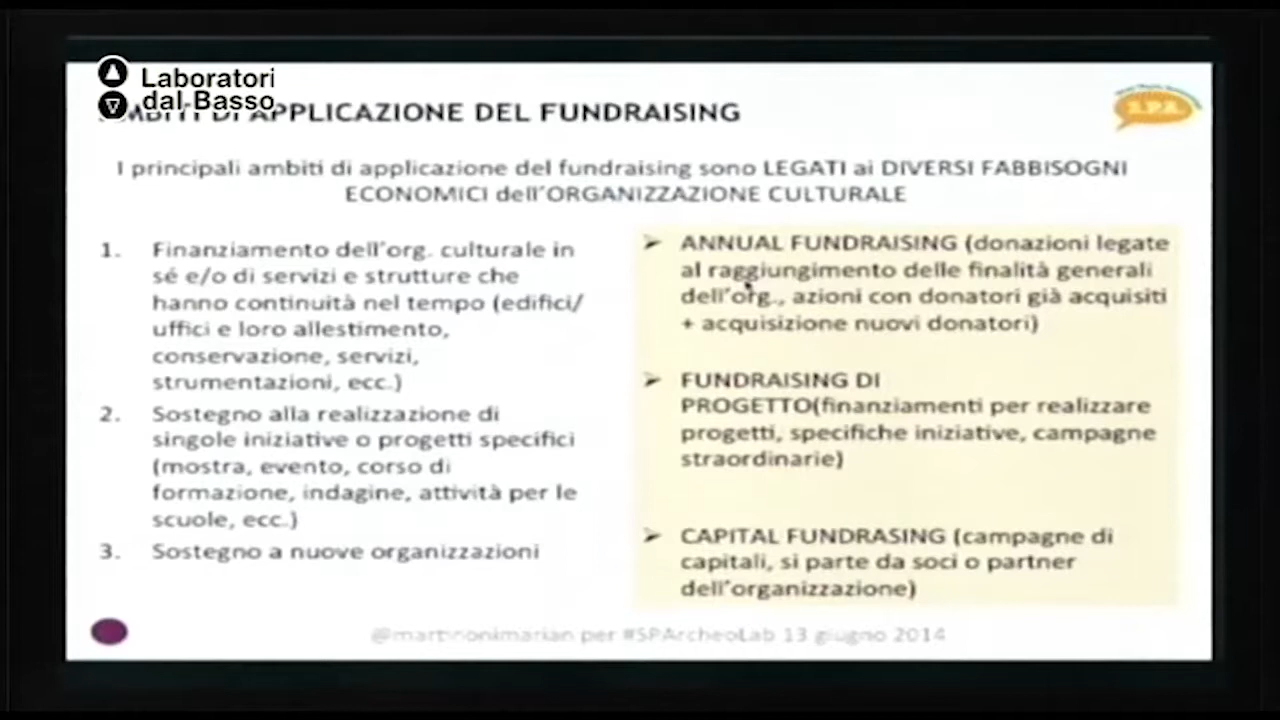 Laboratori
dal Basso
AMBITI DI APPLICAZIONE DEL FUNDRAISING
S.P.A.
I principali ambiti di applicazione del fundraising sono LEGATI ai DIVERSI FABBISOGNI
ECONOMICI dell'ORGANIZZAZIONE CULTURALE
1. Finanziamento dell'org. culturale in
sé e/o di servizi e strutture che
hanno continuità nel tempo (edifici/
uffici e loro allestimento,
conservazione, servizi,
strumentazioni, ecc.)
2. Sostegno alla realizzazione di
singole iniziative o progetti specifici
(mostra, evento, corso di
formazione, indagine, attività per le
scuole, ecc.)
3. Sostegno a nuove organizzazioni
➢ ANNUAL FUNDRAISING (donazioni legate
al raggiungimento delle finalità generali
dell'org., azioni con donatori già acquisiti
+ acquisizione nuovi donatori)
➢ FUNDRAISING DI
PROGETTO(finanziamenti per realizzare
progetti, specifiche iniziative, campagne
straordinarie)
➢ CAPITAL FUNDRASING (campagne di
capitali, si parte da soci o partner
dell'organizzazione)
@martinonimarian per #SPArcheoLab 13 giugno 2014